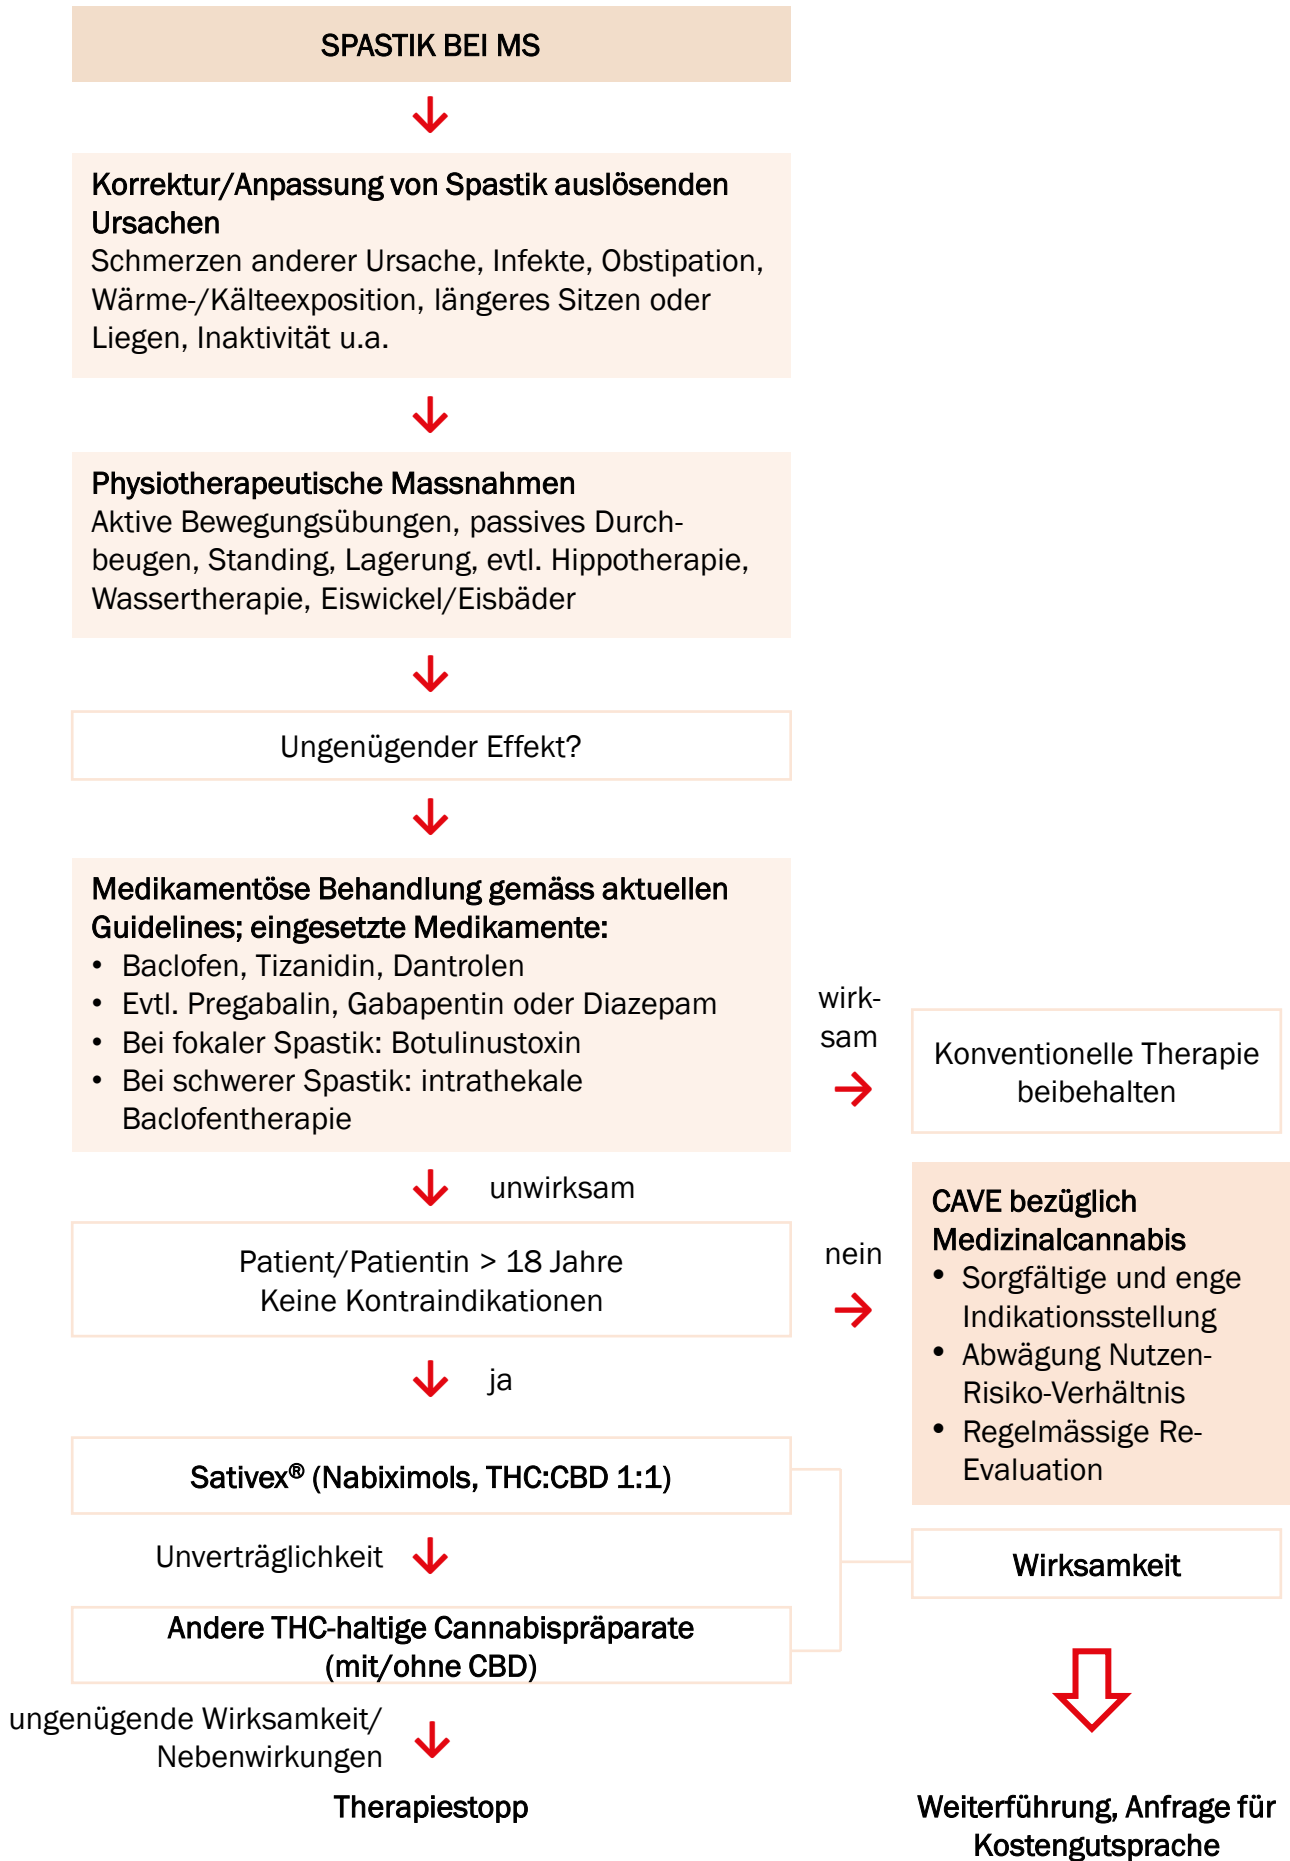 SPASTIK BEI MS
Korrektur/Anpassung von Spastik auslösenden
Ursachen
Schmerzen anderer Ursache, Infekte, Obstipation,
Wärme-/Kälteexposition, längeres Sitzen oder
Liegen, Inaktivität u.a.
Physiotherapeutische Massnahmen
Aktive Bewegungsübungen, passives Durch-
beugen, Standing, Lagerung, evtl. Hippotherapie,
Wassertherapie, Eiswickel/Eisbäder
Ungenügender Effekt?
Medikamentöse Behandlung gemäss aktuellen
Guidelines; eingesetzte Medikamente:
• Baclofen, Tizanidin, Dantrolen
• Evtl. Pregabalin, Gabapentin oder Diazepam
• Bei fokaler Spastik: Botulinustoxin
• Bei schwerer Spastik: intrathekale
Baclofentherapie
wirk-
sam
Konventionelle Therapie
beibehalten
unwirksam
Patient/Patientin > 18 Jahre
Keine Kontraindikationen
nein
CAVE bezüglich
Medizinalcannabis
• Sorgfältige und enge
Indikationsstellung
• Abwägung Nutzen-
Risiko-Verhältnis
• Regelmässige Re-
Evaluation
ja
Sativex® (Nabiximols, THC:CBD 1:1)
Unverträglichkeit
Wirksamkeit
Andere THC-haltige Cannabispräparate
(mit/ohne CBD)
ungenügende Wirksamkeit/
Nebenwirkungen
Therapiestopp
Weiterführung, Anfrage für
Kostengutsprache